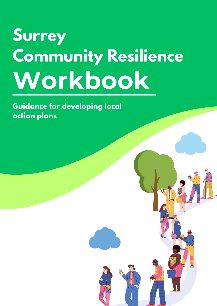 Surrey
Community Resilience
Workbook
Guidance for developing local
action plans